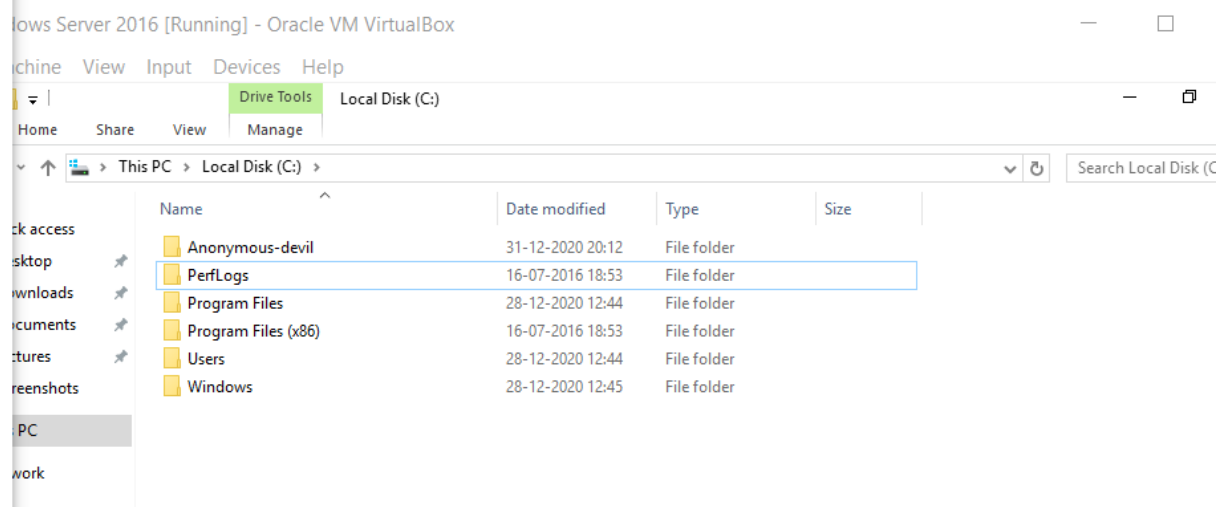 dows Server 2016 [Running] - Oracle VM VirtualBox
achine View Input Devices Help
Drive Tools Local Disk (C:)
Home Share View Manage
This PC > Local Disk (C:) > Search Local Disk (C
Name Date modified Type Size
ck access
esktop
ownloads
ocuments
ctures
reenshots
s PC
work
Anonymous-devil 31-12-2020 20:12 File folder
PerfLogs 16-07-2016 18:53 File folder
Program Files 28-12-2020 12:44 File folder
Program Files (x86) 16-07-2016 18:53 File folder
Users 28-12-2020 12:44 File folder
Windows 28-12-2020 12:45 File folder